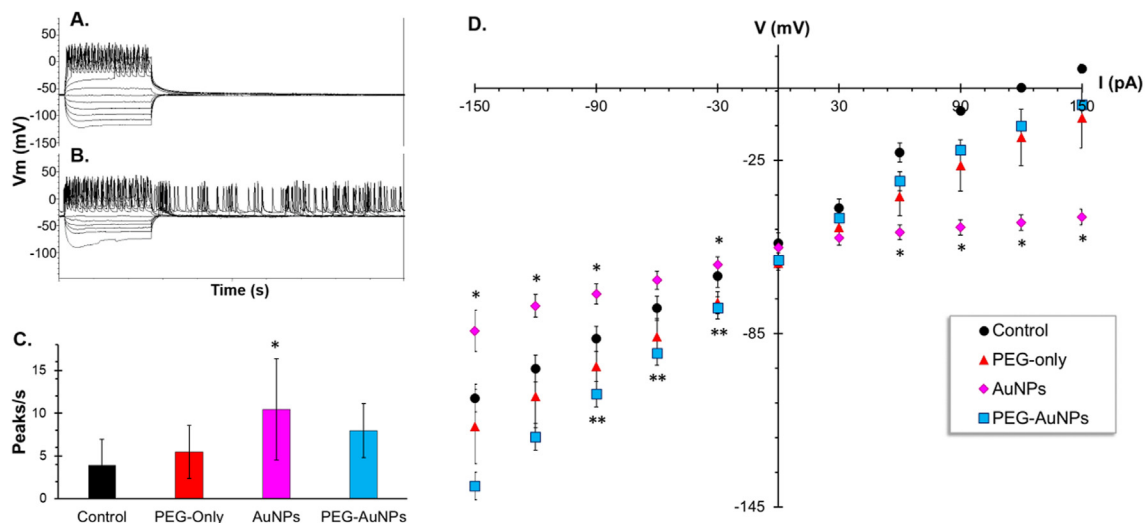 A.
50
0
-50
-100
-150
Vm (mV)
B.
50
0
-50
-100
Time (s)
C.
Peaks/s
15
10
5
0
*
Control
PEG-Only
AuNPs
PEG-AuNPs
D.
V (mV)
I (pA)
-150
-90
-30
30
90
150
-25
-85
-145
*
*
*
*
*
*
*
*
**
**
**
Control
PEG-only
AuNPs
PEG-AuNPs